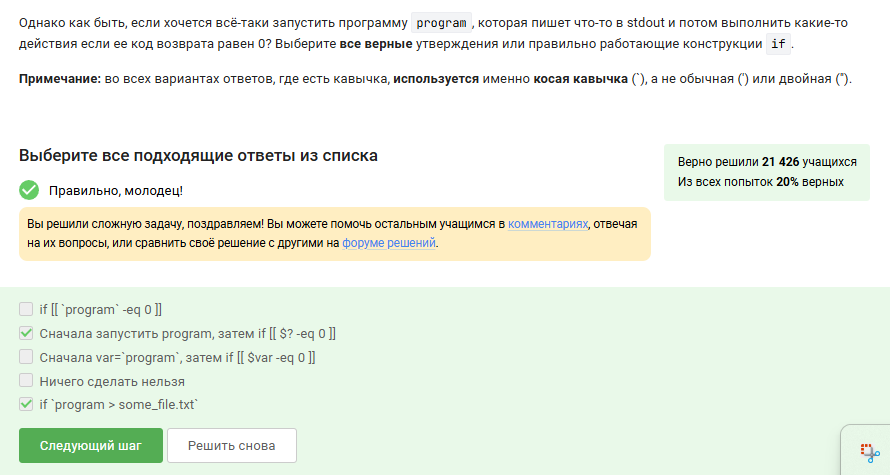 Однако как быть, если хочется всё-таки запустить программу program, которая пишет что-то в stdout и потом выполнить какие-то
действия если ее код возврата равен 0? Выберите все верные утверждения или правильно работающие конструкции if.
Примечание: во всех вариантах ответов, где есть кавычка, используется именно косая кавычка (`), а не обычная (') или двойная (").
Выберите все подходящие ответы из списка
Правильно, молодец!
Верно решили 21 426 учащихся
Из всех попыток 20% верных
Вы решили сложную задачу, поздравляем! Вы можете помочь остальным учащимся в комментариях, отвечая
на их вопросы, или сравнить своё решение с другими на форуме решений.
if [[ `program` -eq 0 ]]
Сначала запустить program, затем if [[ $? -eq 0 ]]
Сначала var=`program`, затем if [[ $var -eq 0 ]]
Ничего сделать нельзя
if `program > some_file.txt`
Следующий шаг
Решить снова